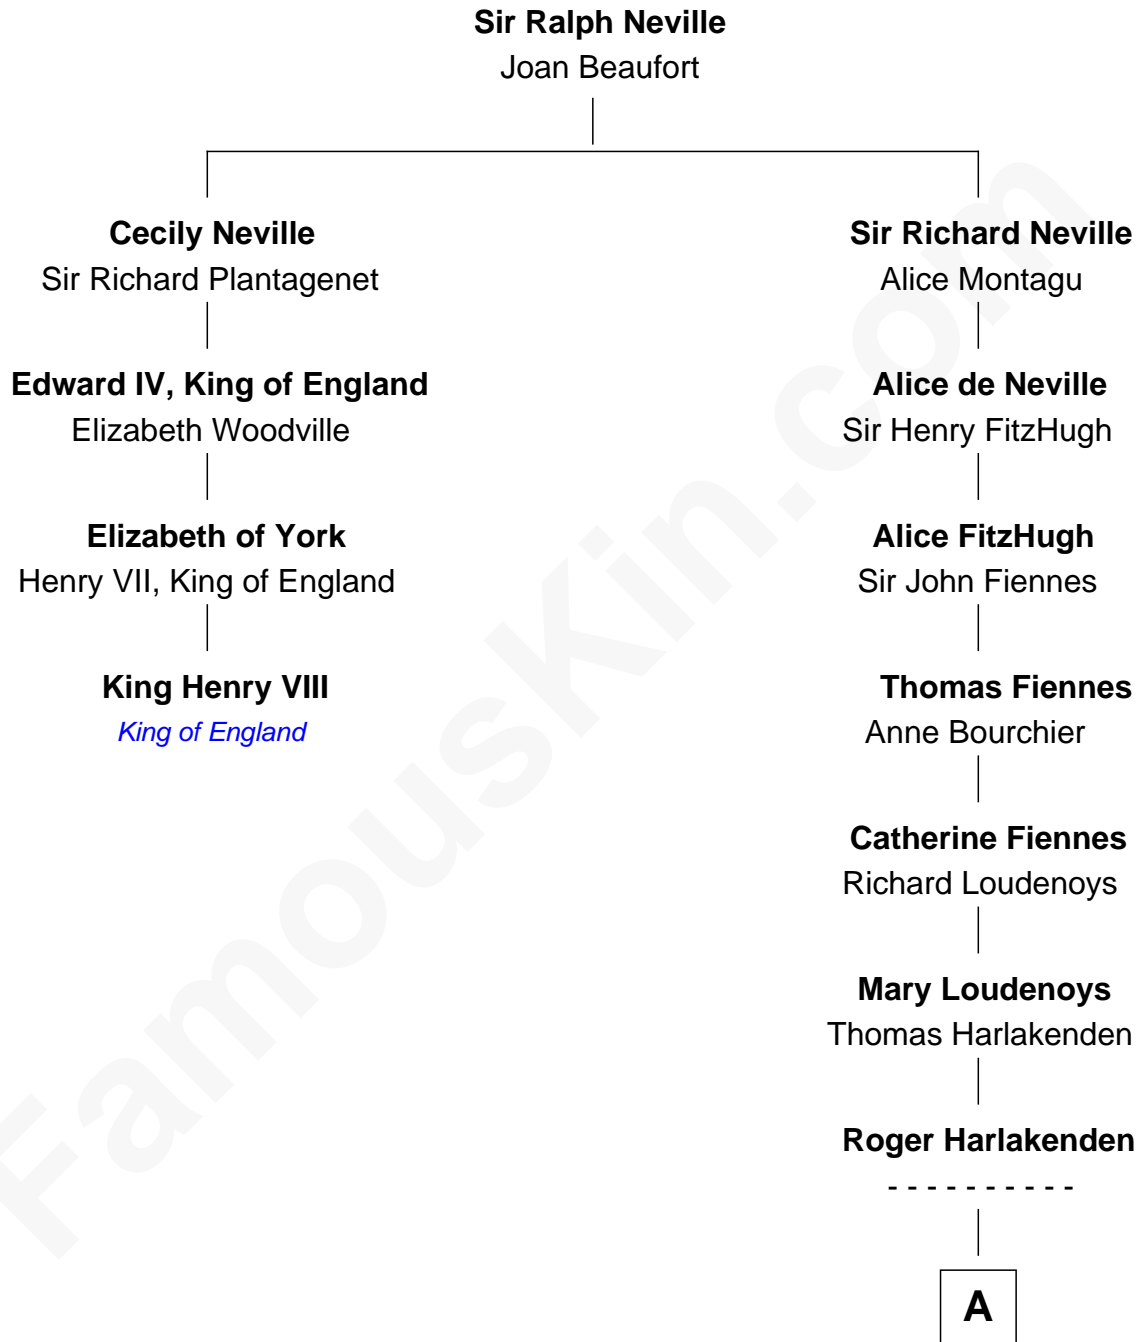 Sir Ralph Neville
Joan Beaufort
Cecily Neville
Sir Richard Plantagenet
Edward IV, King of England
Elizabeth Woodville
Elizabeth of York
Henry VII, King of England
King Henry VIII
King of England
Sir Richard Neville
Alice Montagu
Alice de Neville
Sir Henry FitzHugh
Alice FitzHugh
Sir John Fiennes
Thomas Fiennes
Anne Bourchier
Catherine Fiennes
Richard Loudenoys
Mary Loudenoys
Thomas Harlakenden
Roger Harlakenden
- - - - - - - - - -
A
FamousKin.com